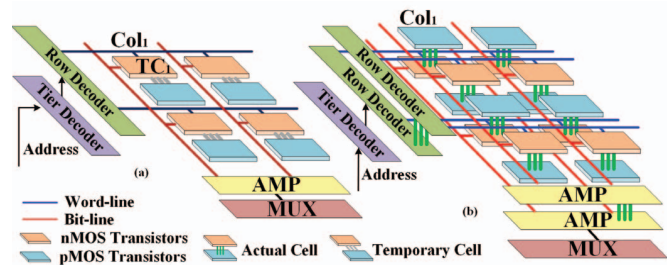 Col₁
TC₁
Row Decoder
Tier Decoder
Address
(a)
AMP
MUX
Col₁
Row Decoder
Row Decoder
Tier Decoder
Address
(b)
AMP
AMP
MUX
Word-line
Bit-line
nMOS Transistors
pMOS Transistors
Actual Cell
Temporary Cell